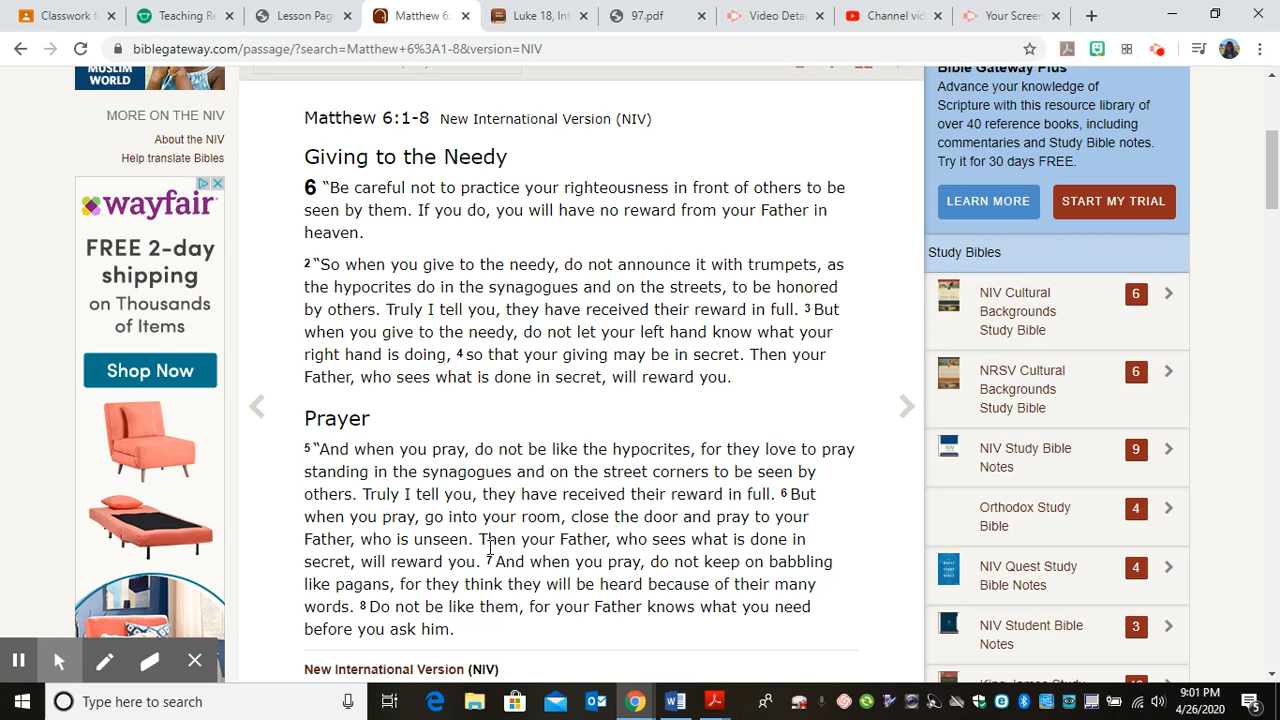 Classwork f
Teaching Re
Lesson Pag
Matthew 6:
Luke 18, Int
97.pdf
Video Deta
Channel vid
Your Screen
biblegateway.com/passage/?search=Matthew+6%3A1-8&version=NIV
MUSLIM
WORLD
MORE ON THE NIV
About the NIV
Help translate Bibles
wayfair
FREE 2-day
shipping
on Thousands
of Items
Shop Now
Matthew 6:1-8 New International Version (NIV)
Giving to the Needy
6 “Be careful not to practice your righteousness in front of others to be
seen by them. If you do, you will have no reward from your Father in
heaven.
2 “So when you give to the needy, do not announce it with trumpets, as
the hypocrites do in the synagogues and on the streets, to be honored
by others. Truly I tell you, they have received their reward in full. 3 But
when you give to the needy, do not let your left hand know what your
right hand is doing, 4 so that your giving may be in secret. Then your
Father, who sees what is done in secret, will reward you.
Prayer
5 “And when you pray, do not be like the hypocrites, for they love to pray
standing in the synagogues and on the street corners to be seen by
others. Truly I tell you, they have received their reward in full. 6 But
when you pray, go into your room, close the door and pray to your
Father, who is unseen. Then your Father, who sees what is done in
secret, will reward you. 7 And when you pray, do not keep on babbling
like pagans, for they think they will be heard because of their many
words. 8 Do not be like them, for your Father knows what you need
before you ask him.
New International Version (NIV)
Bible Gateway Plus
Advance your knowledge of
Scripture with this resource library of
over 40 reference books, including
commentaries and Study Bible notes.
Try it for 30 days FREE.
LEARN MORE
START MY TRIAL
Study Bibles
NIV Cultural
Backgrounds
Study Bible
6
NRSV Cultural
Backgrounds
Study Bible
6
NIV Study Bible
Notes
9
Orthodox Study
Bible
4
NIV Quest Study
Bible Notes
4
NIV Student Bible
Notes
3
Type here to search
9:01 PM
4/26/2020
5